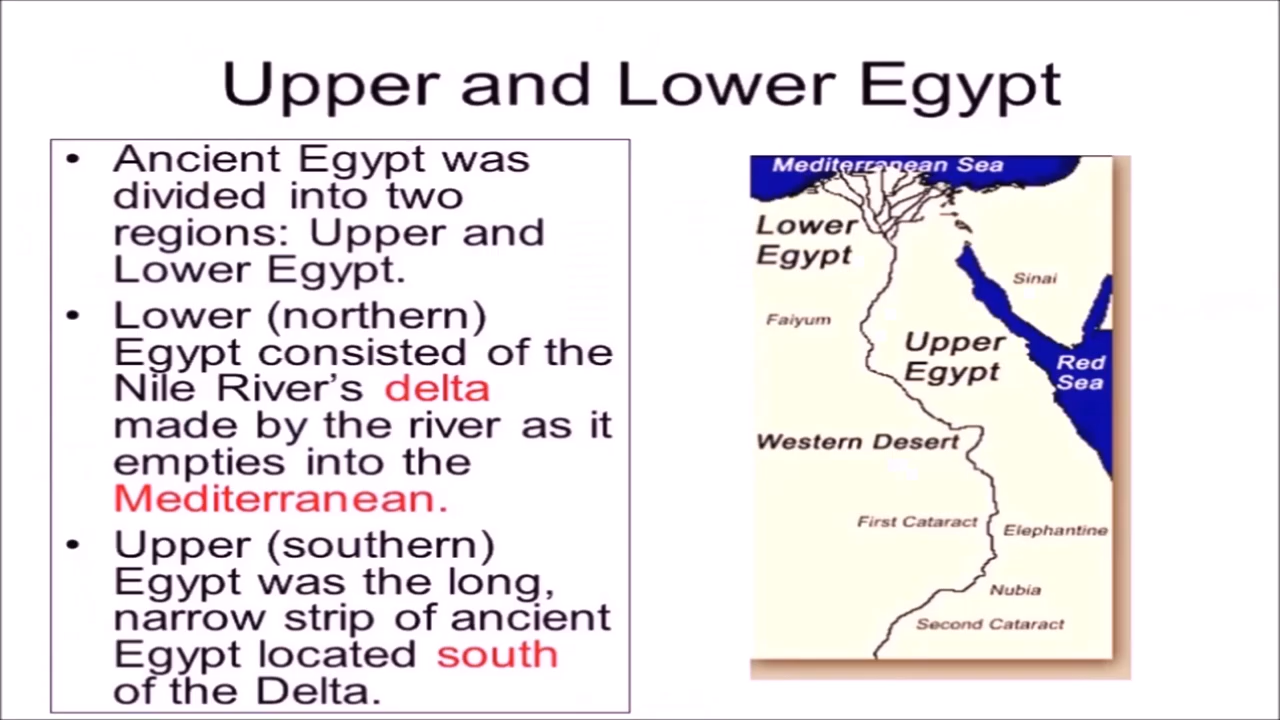 Upper and Lower Egypt
• Ancient Egypt was
divided into two
regions: Upper and
Lower Egypt.
• Lower (northern)
Egypt consisted of the
Nile River’s delta
made by the river as it
empties into the
Mediterranean.
• Upper (southern)
Egypt was the long,
narrow strip of ancient
Egypt located south
of the Delta.
Mediterranean Sea
Lower
Egypt
Sinai
Faiyum
Upper
Egypt
Red
Sea
Western Desert
First Cataract
Elephantine
Nubia
Second Cataract